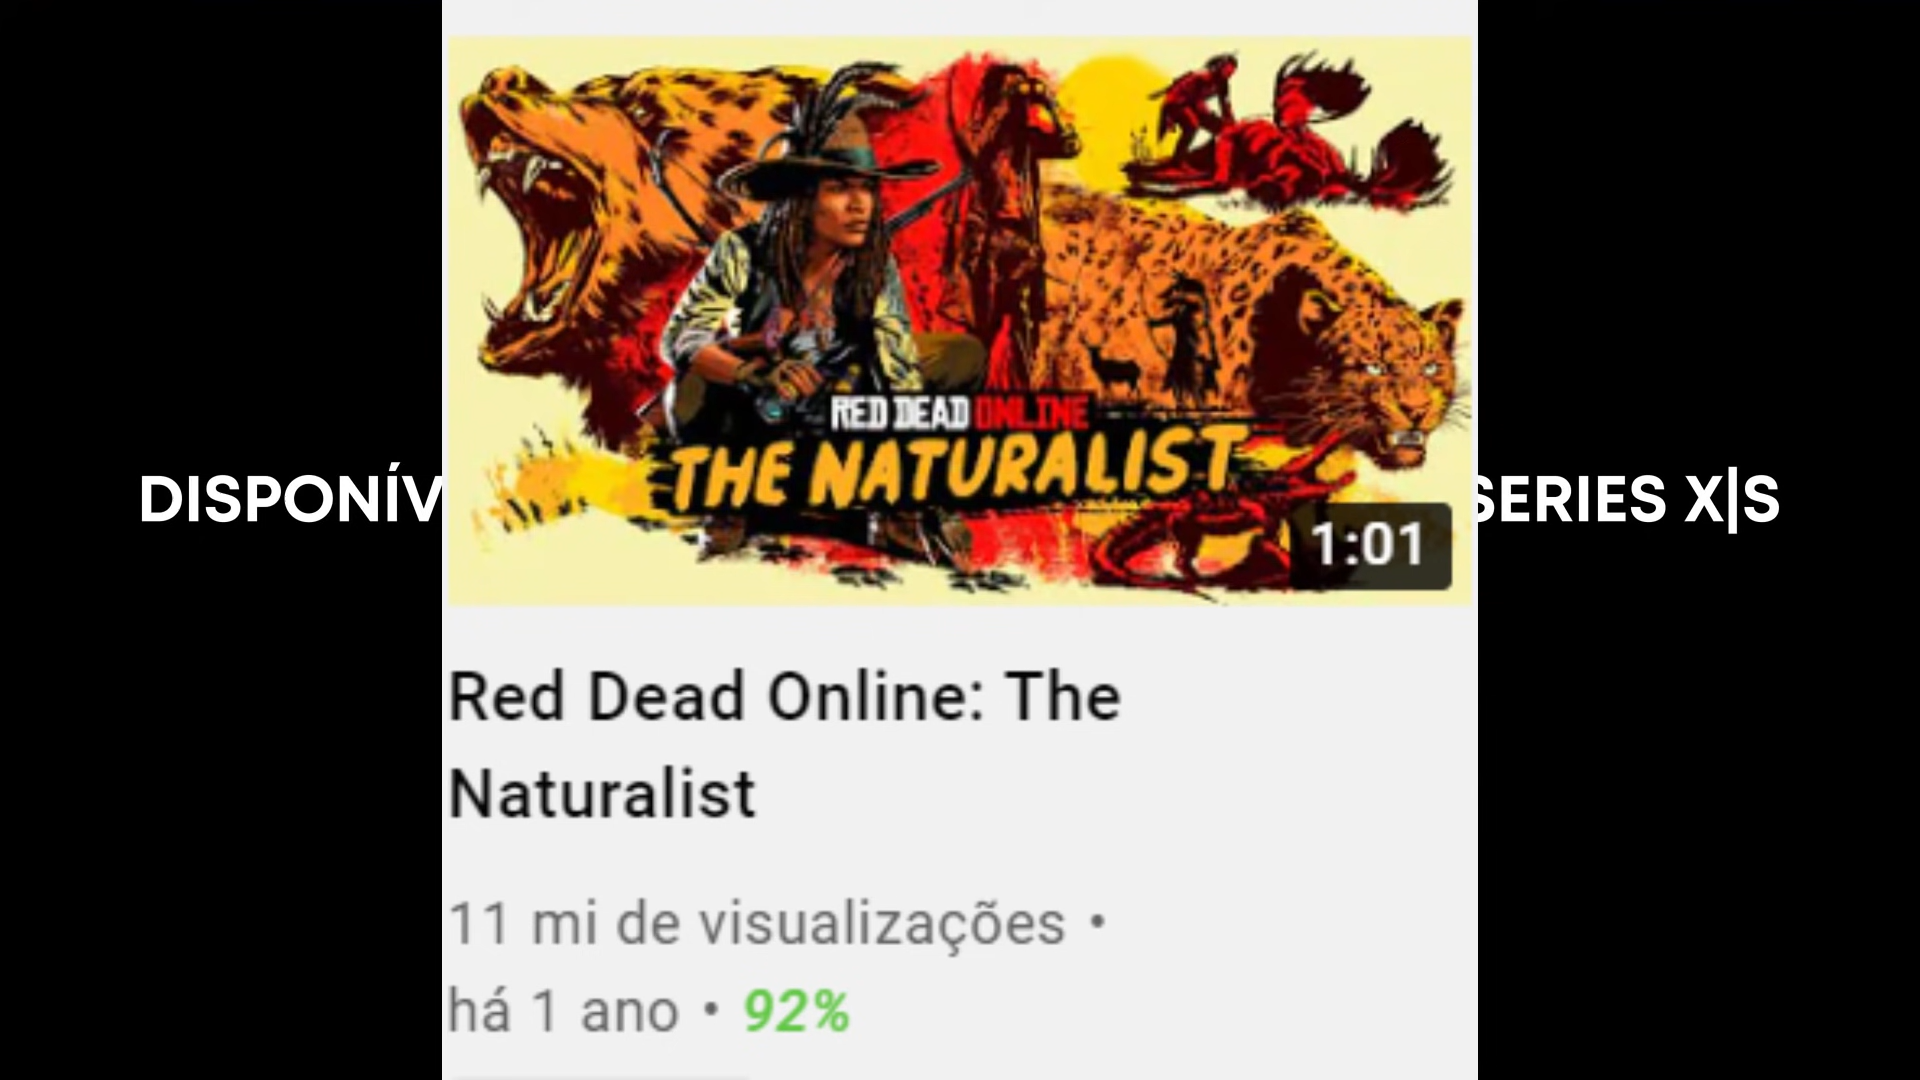 RED DEAD ONLINE
THE NATURALIST
1:01
DISPONÍV
SERIES X|S
Red Dead Online: The
Naturalist
11 mi de visualizações •
há 1 ano • 92%